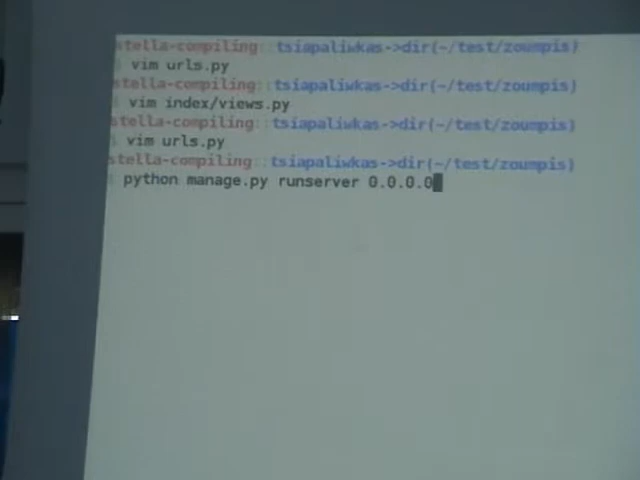 stella-compiling::tsiapaliwkas->dir(~/test/zoumpis)
vim urls.py
stella-compiling::tsiapaliwkas->dir(~/test/zoumpis)
vim index/views.py
stella-compiling::tsiapaliwkas->dir(~/test/zoumpis)
vim urls.py
stella-compiling::tsiapaliwkas->dir(~/test/zoumpis)
python manage.py runserver 0.0.0.0